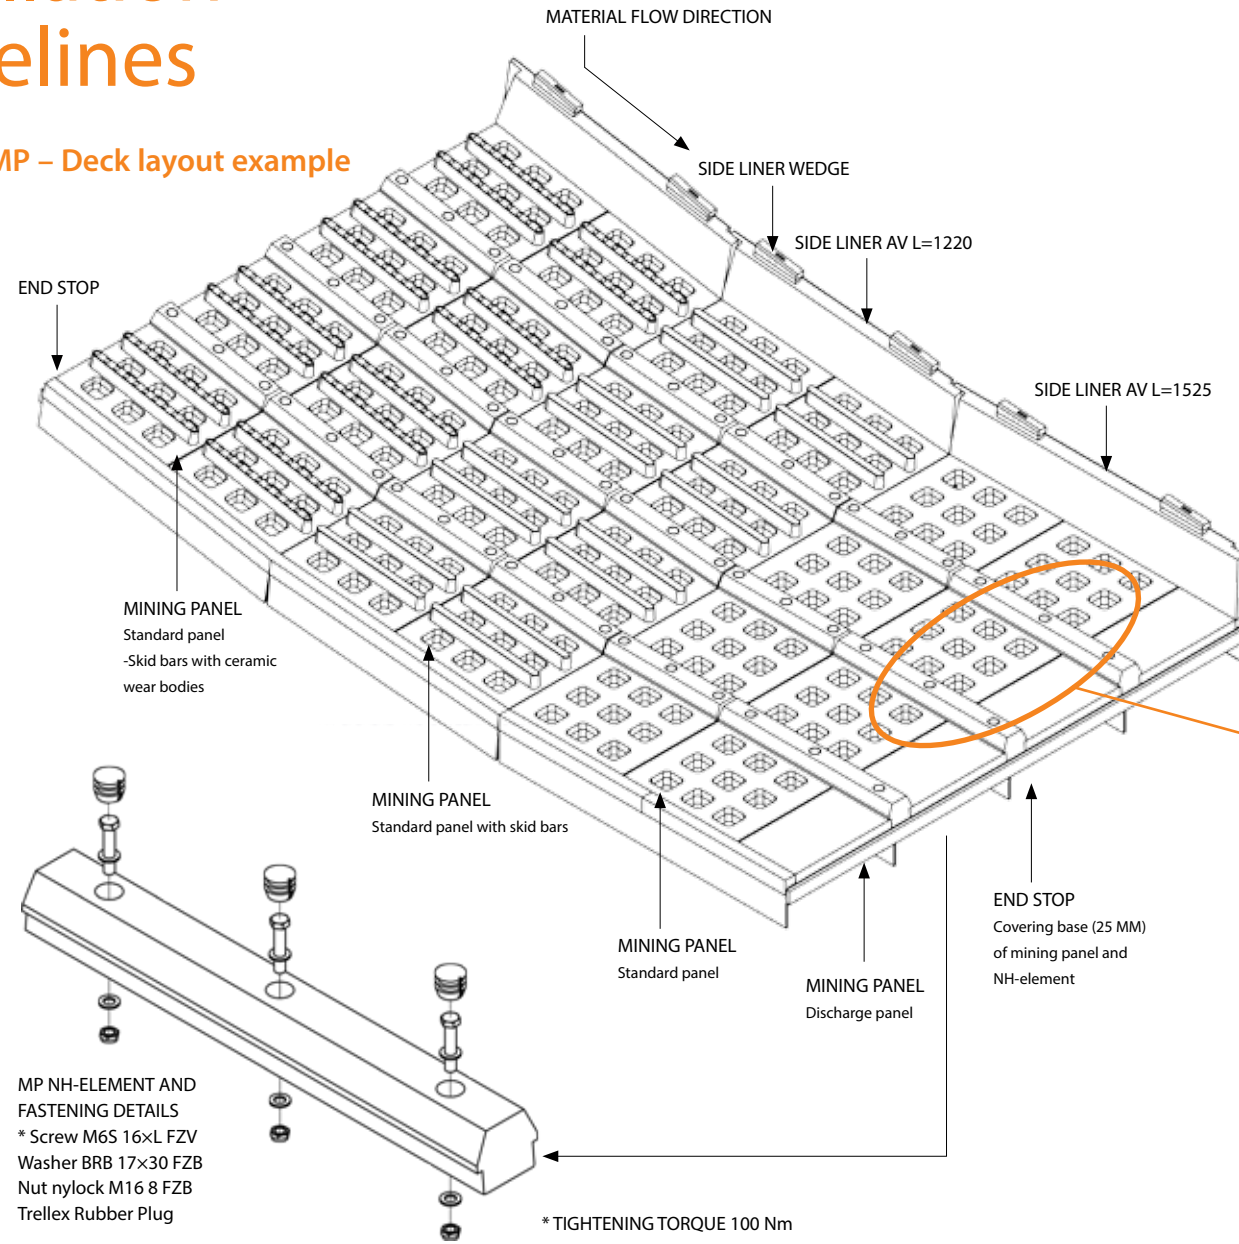 elines
MP – Deck layout example
MATERIAL FLOW DIRECTION
SIDE LINER WEDGE
SIDE LINER AV L=1220
SIDE LINER AV L=1525
END STOP
MINING PANEL
Standard panel
-Skid bars with ceramic
wear bodies
MINING PANEL
Standard panel with skid bars
MINING PANEL
Standard panel
MINING PANEL
Discharge panel
END STOP
Covering base (25 MM)
of mining panel and
NH-element
MP NH-ELEMENT AND
FASTENING DETAILS
* Screw M6S 16×L FZV
Washer BRB 17×30 FZB
Nut nylock M16 8 FZB
Trellex Rubber Plug
* TIGHTENING TORQUE 100 Nm